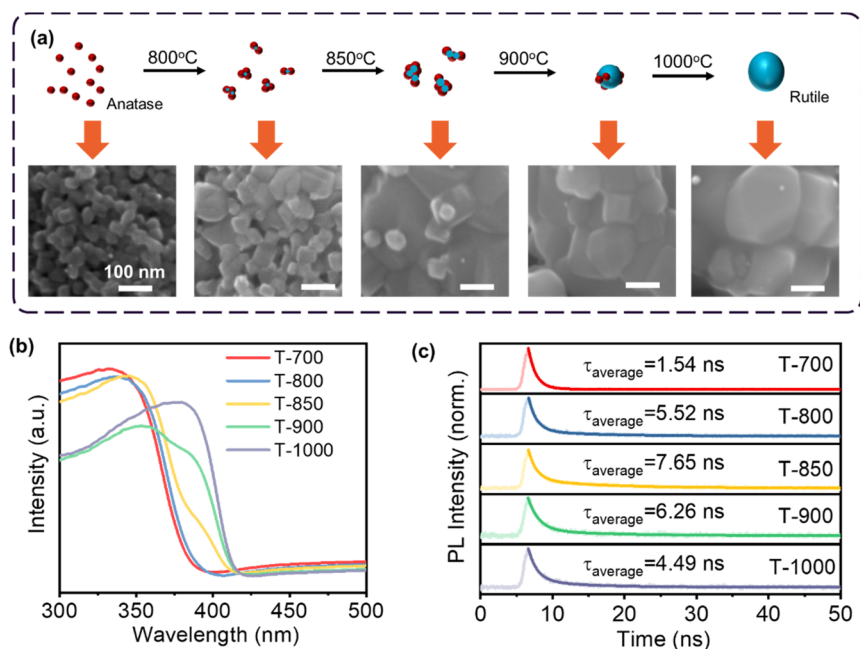 (a)
800°C
850°C
900°C
1000°C
Anatase
Rutile
100 nm
(b)
Intensity (a.u.)
T-700
T-800
T-850
T-900
T-1000
300 350 400 450 500
Wavelength (nm)
(c)
PL Intensity (norm.)
τaverage=1.54 ns T-700
τaverage=5.52 ns T-800
τaverage=7.65 ns T-850
τaverage=6.26 ns T-900
τaverage=4.49 ns T-1000
0 10 20 30 40 50
Time (ns)